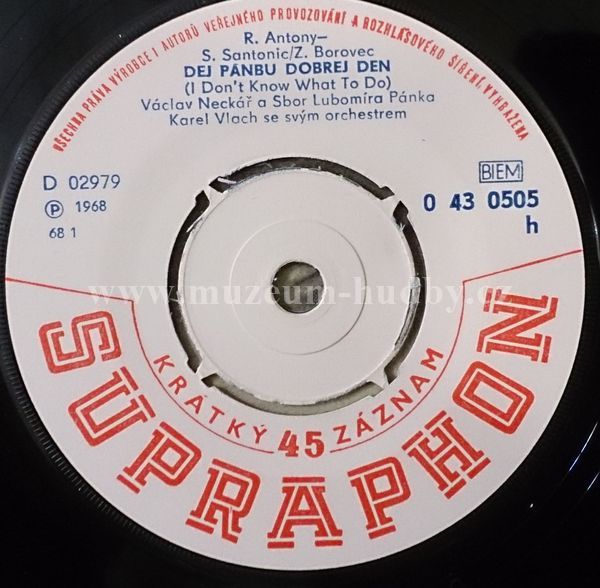 VŠECHNA PRÁVA VÝROBCE I AUTORŮ VEŘEJNÉHO PROVOZOVÁNÍ A ROZHLASOVÉHO ŠÍŘENÍ VYHRAŽENA
R. Antony—
S. Santonic/Z. Borovec
DEJ PÁNBU DOBREJ DEN
(I Don't Know What To Do)
Václav Neckář a Sbor Lubomíra Pánka
Karel Vlach se svým orchestrem
D 02979
Ⓟ 1968
68 1
BIEM
0 43 0505
h
www.muzeum-hudby.cz
KRÁTKÝ 45 ZÁZNAM
SUPRAPHON